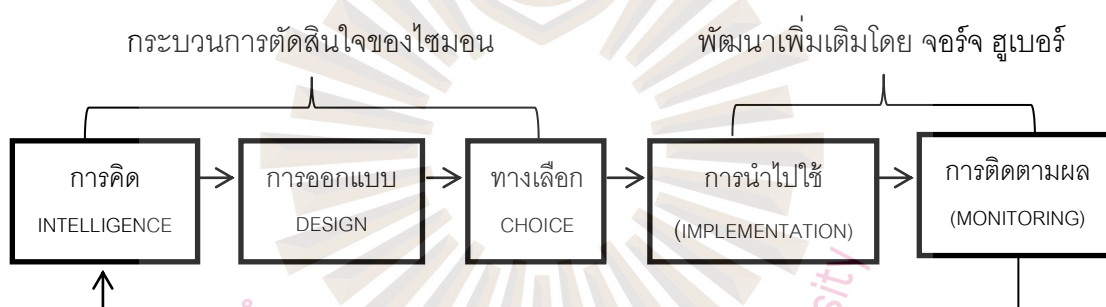 กระบวนการตัดสินใจของไซมอน
พัฒนาเพิ่มเติมโดย จอร์จ ฮูเบอร์
การคิด
INTELLIGENCE
การออกแบบ
DESIGN
ทางเลือก
CHOICE
การนำไปใช้
(IMPLEMENTATION)
การติดตามผล
(MONITORING)